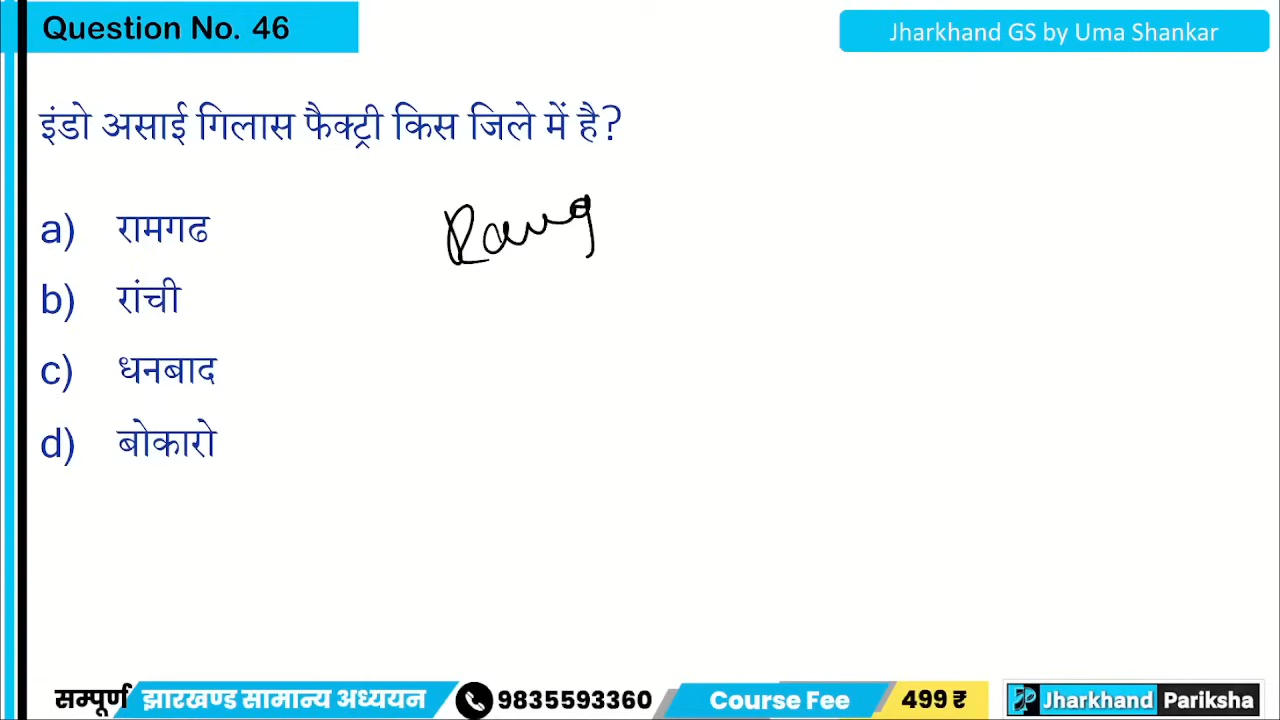 Question No. 46
Jharkhand GS by Uma Shankar
इंडो असाई गिलास फैक्ट्री किस जिले में है?
a) रामगढ
b) रांची
c) धनबाद
d) बोकारो
सम्पूर्ण झारखण्ड सामान्य अध्ययन 9835593360 Course Fee 499 ₹ JP Jharkhand Pariksha